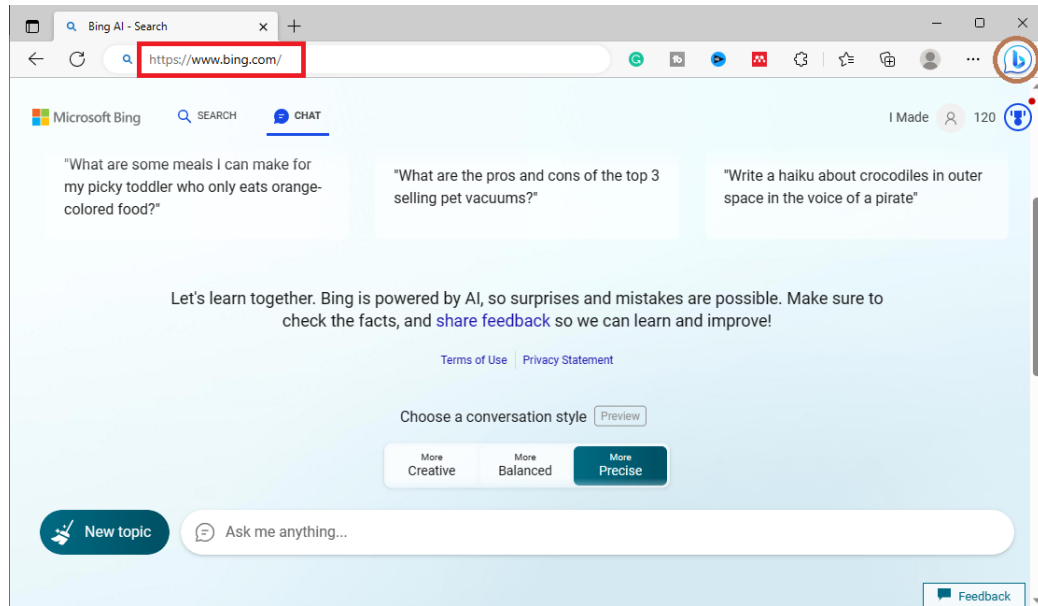 Bing AI - Search
https://www.bing.com/
Microsoft Bing
SEARCH
CHAT
I Made
120
"What are some meals I can make for
my picky toddler who only eats orange-
colored food?"
"What are the pros and cons of the top 3
selling pet vacuums?"
"Write a haiku about crocodiles in outer
space in the voice of a pirate"
Let's learn together. Bing is powered by AI, so surprises and mistakes are possible. Make sure to
check the facts, and share feedback so we can learn and improve!
Terms of Use
Privacy Statement
Choose a conversation style
Preview
More
Creative
More
Balanced
More
Precise
New topic
Ask me anything...
Feedback